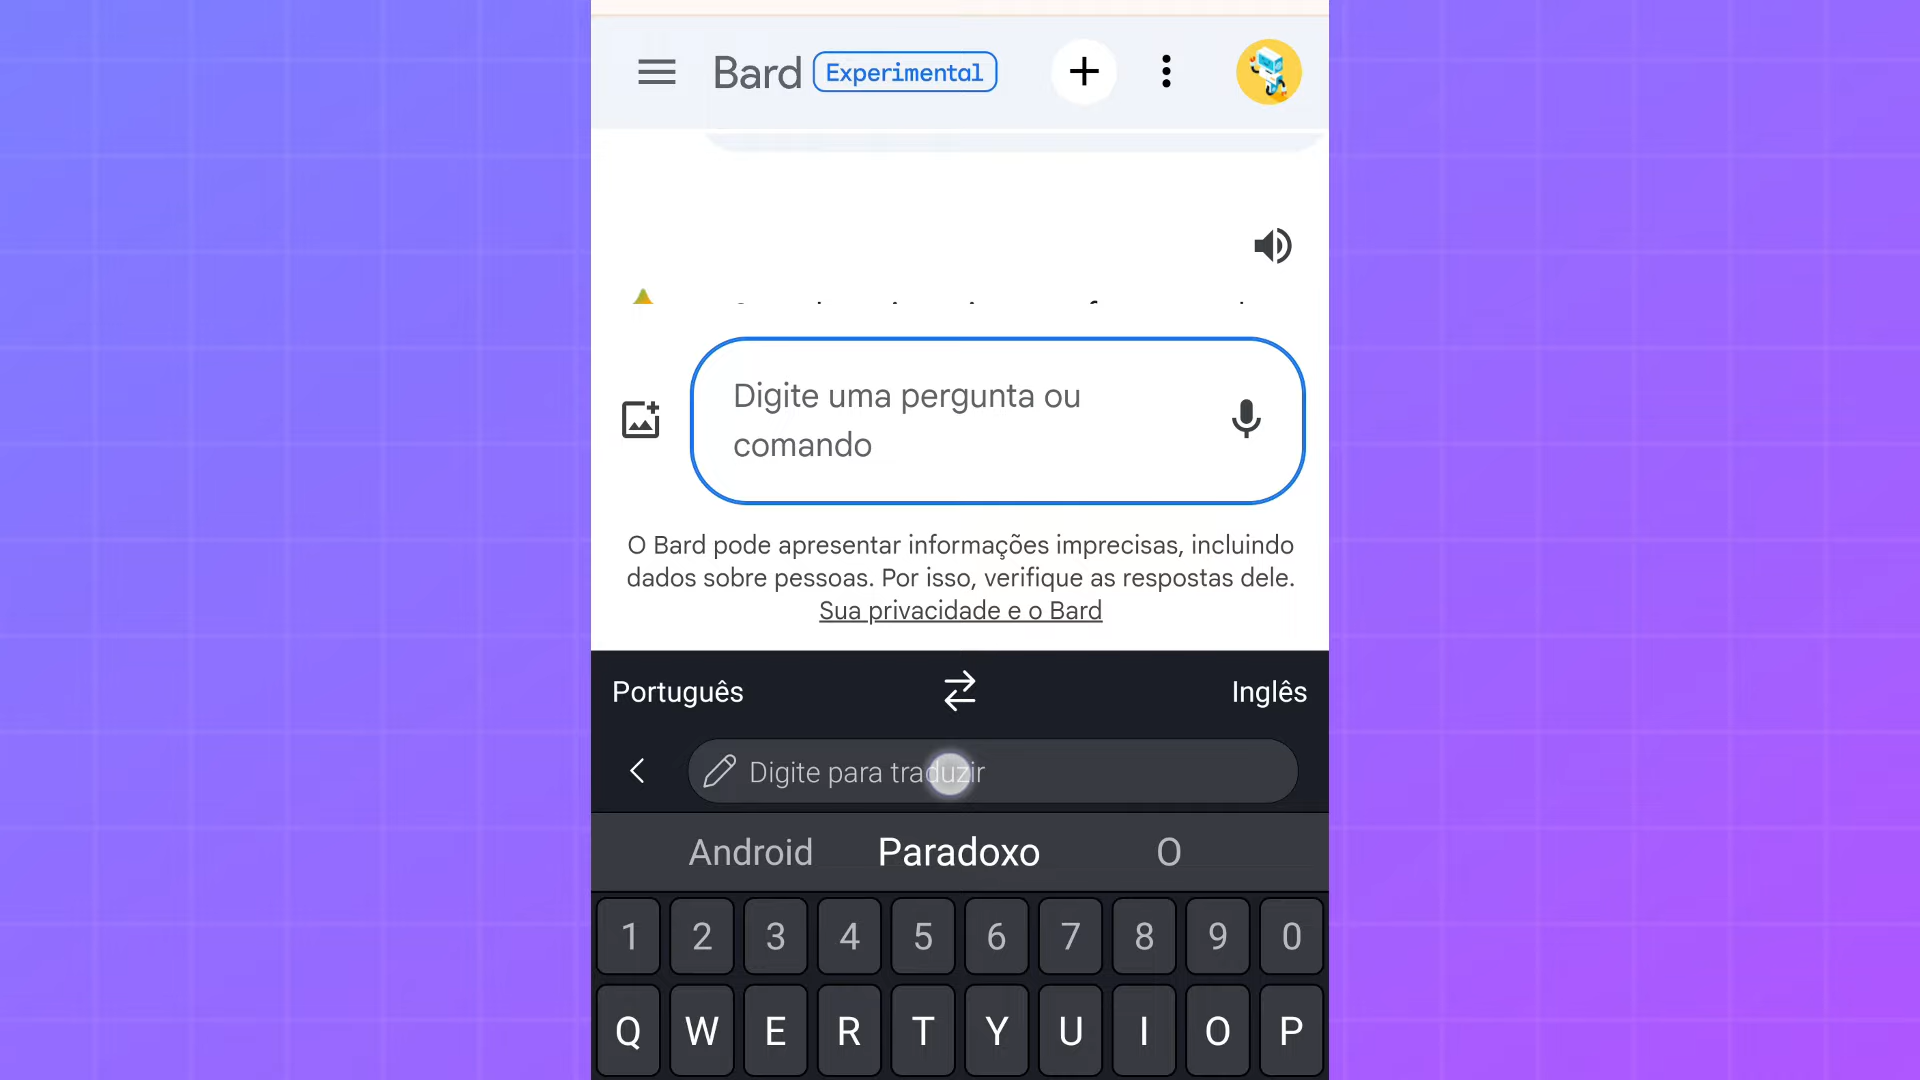 Bard Experimental
Digite uma pergunta ou
comando
O Bard pode apresentar informações imprecisas, incluindo
dados sobre pessoas. Por isso, verifique as respostas dele.
Sua privacidade e o Bard
Português Inglês
Digite para traduzir
Android Paradoxo O
1 2 3 4 5 6 7 8 9 0
Q W E R T Y U I O P